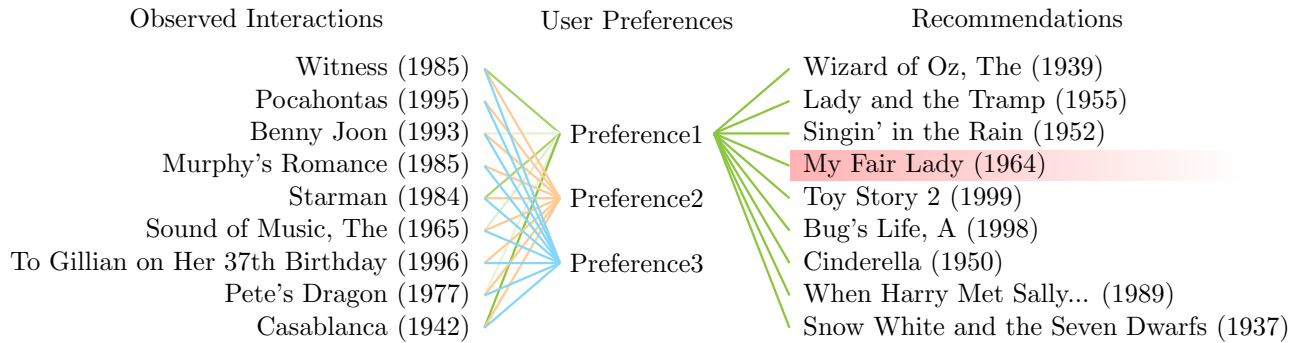 Observed Interactions
User Preferences
Recommendations
Witness (1985)
Pocahontas (1995)
Benny Joon (1993)
Murphy's Romance (1985)
Starman (1984)
Sound of Music, The (1965)
To Gillian on Her 37th Birthday (1996)
Pete's Dragon (1977)
Casablanca (1942)
Preference1
Preference2
Preference3
Wizard of Oz, The (1939)
Lady and the Tramp (1955)
Singin' in the Rain (1952)
My Fair Lady (1964)
Toy Story 2 (1999)
Bug's Life, A (1998)
Cinderella (1950)
When Harry Met Sally... (1989)
Snow White and the Seven Dwarfs (1937)